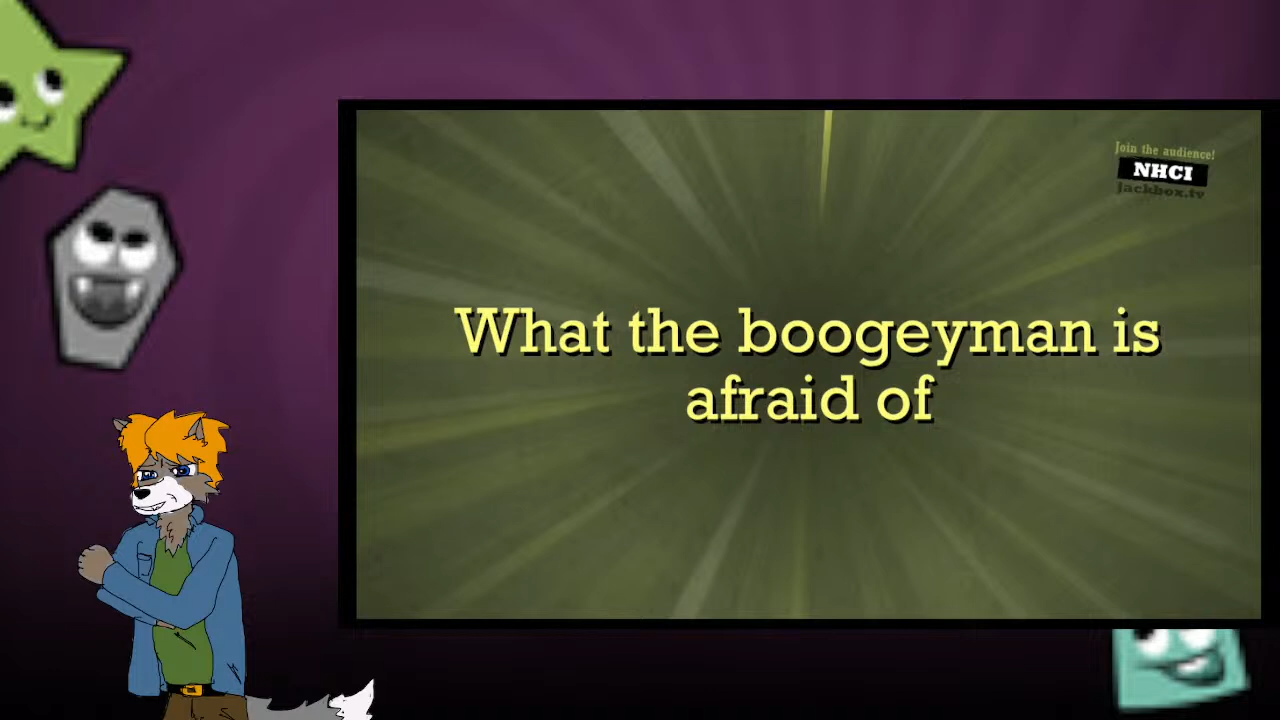 Join the audience!
NHCI
jackbox.tv
What the boogeyman is
afraid of